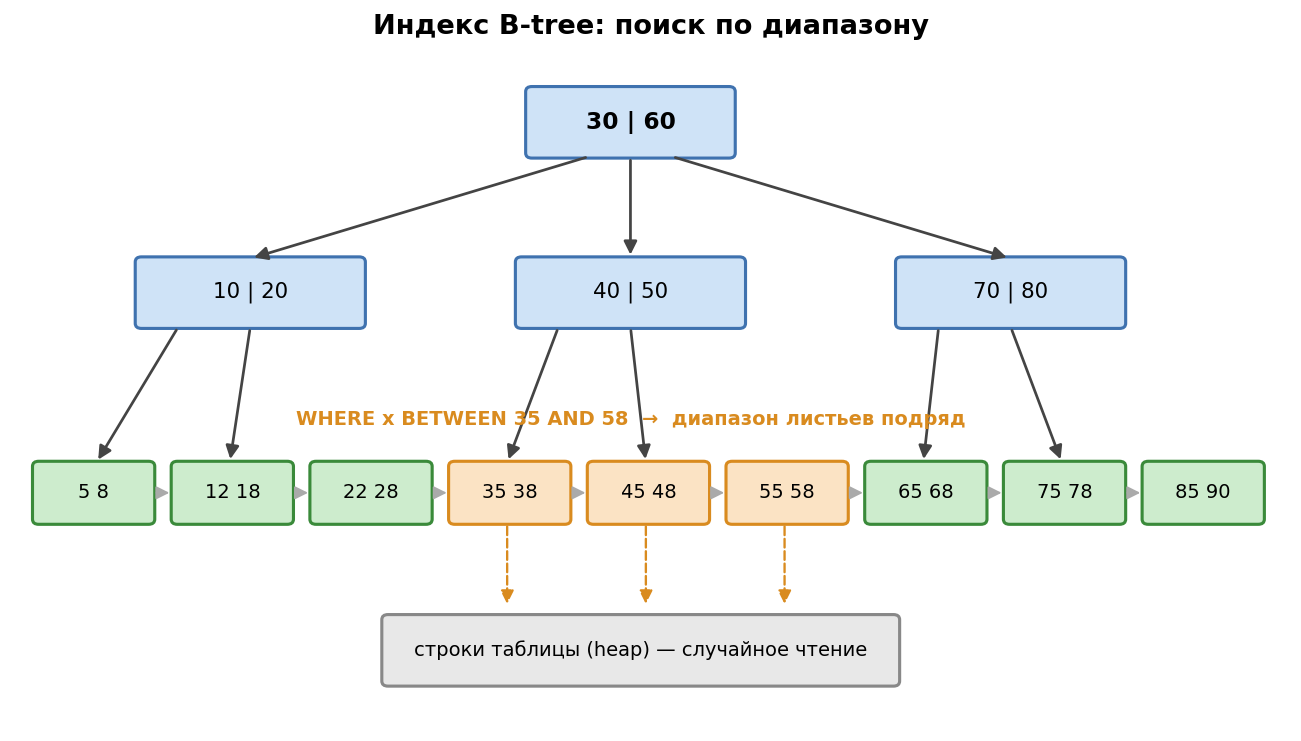 Индекс B-tree: поиск по диапазону
30 | 60
10 | 20
40 | 50
70 | 80
WHERE x BETWEEN 35 AND 58 → диапазон листьев подряд
5 8
12 18
22 28
35 38
45 48
55 58
65 68
75 78
85 90
строки таблицы (heap) — случайное чтение